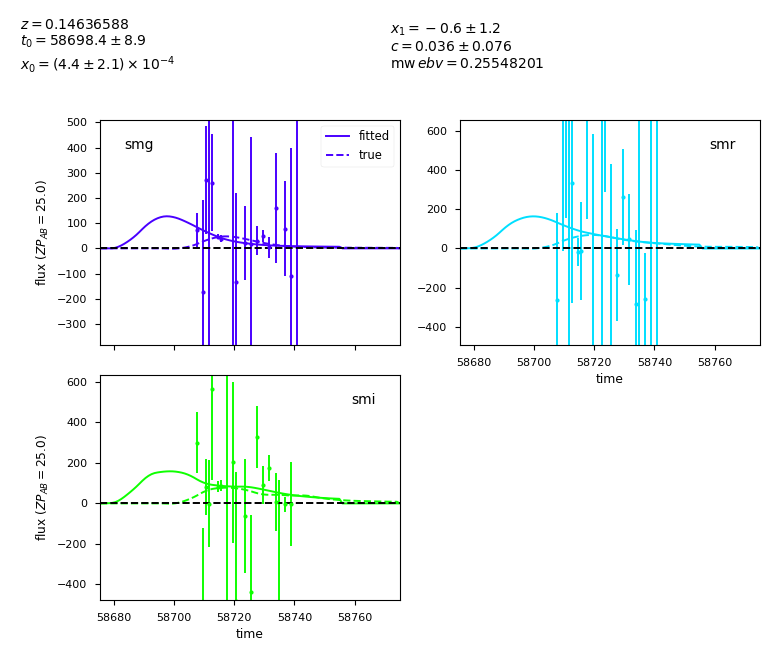 z = 0.14636588
t₀ = 58698.4 ± 8.9
x₀ = (4.4 ± 2.1) × 10⁻⁴
x₁ = −0.6 ± 1.2
c = 0.036 ± 0.076
mw ebv = 0.25548201
smg
fitted
true
500
400
300
200
100
0
−100
−200
−300
flux (ZP_AB = 25.0)
smr
600
400
200
0
−200
−400
58680 58700 58720 58740 58760
time
smi
600
400
200
0
−200
−400
flux (ZP_AB = 25.0)
58680 58700 58720 58740 58760
time